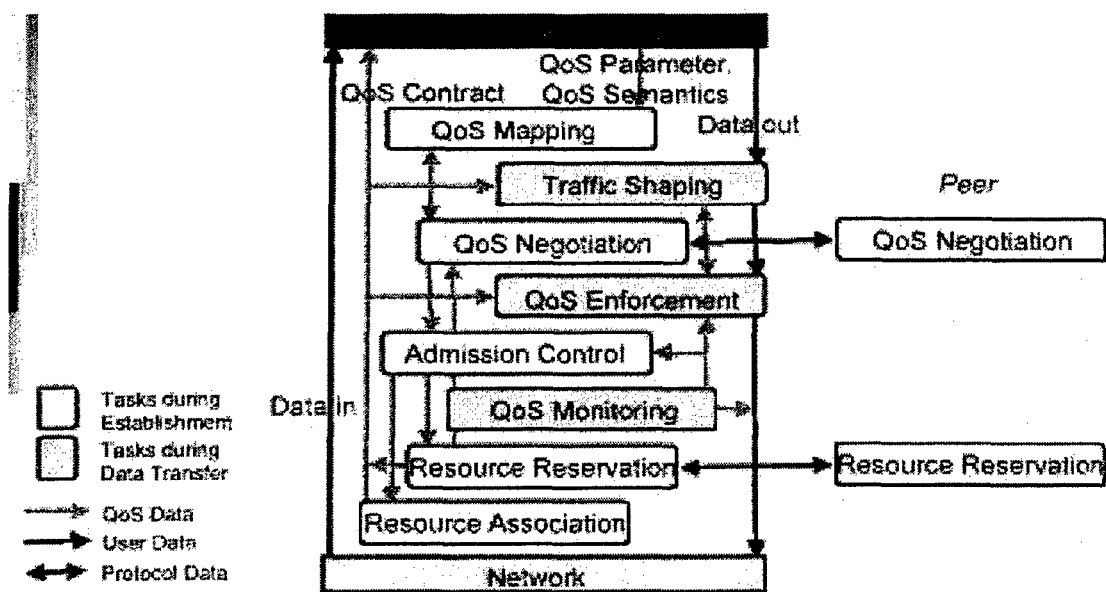 QoS Parameter,
QoS Contract QoS Semantics
QoS Mapping
Data out
Traffic Shaping
Peer
QoS Negotiation
QoS Negotiation
QoS Enforcement
Admission Control
Tasks during
Establishment
Data In
QoS Monitoring
Tasks during
Data Transfer
Resource Reservation
Resource Reservation
QoS Data
Resource Association
User Data
Protocol Data
Network